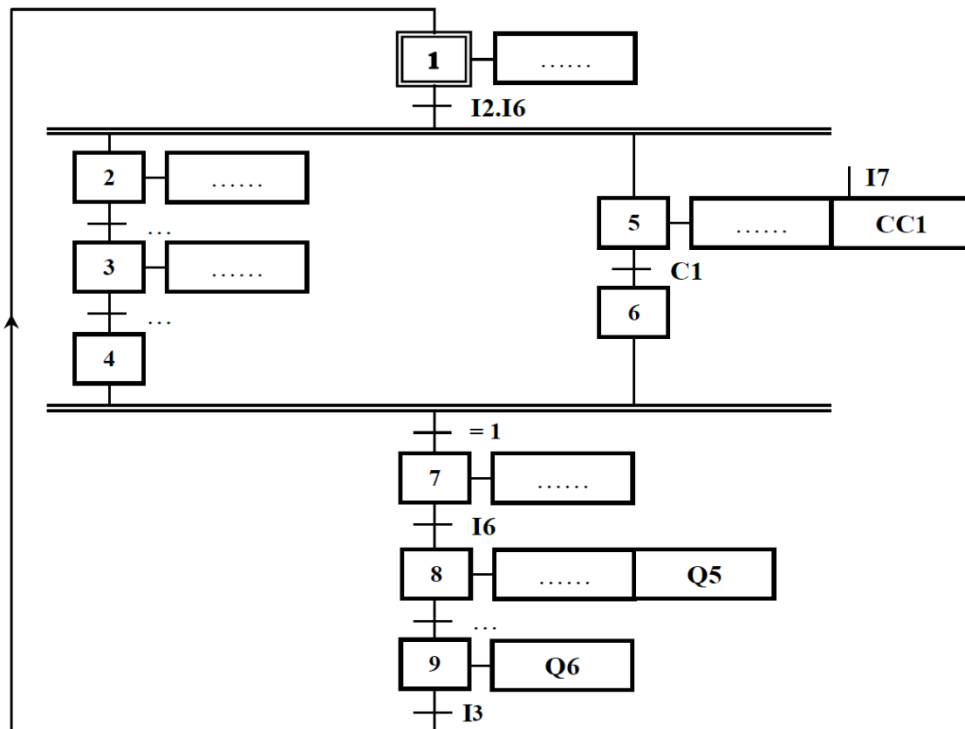 1 ......
I2.I6
2 ......
I7
...
5 ...... CC1
3 ......
C1
...
6
4
= 1
7 ......
I6
8 ...... Q5
...
9 Q6
I3